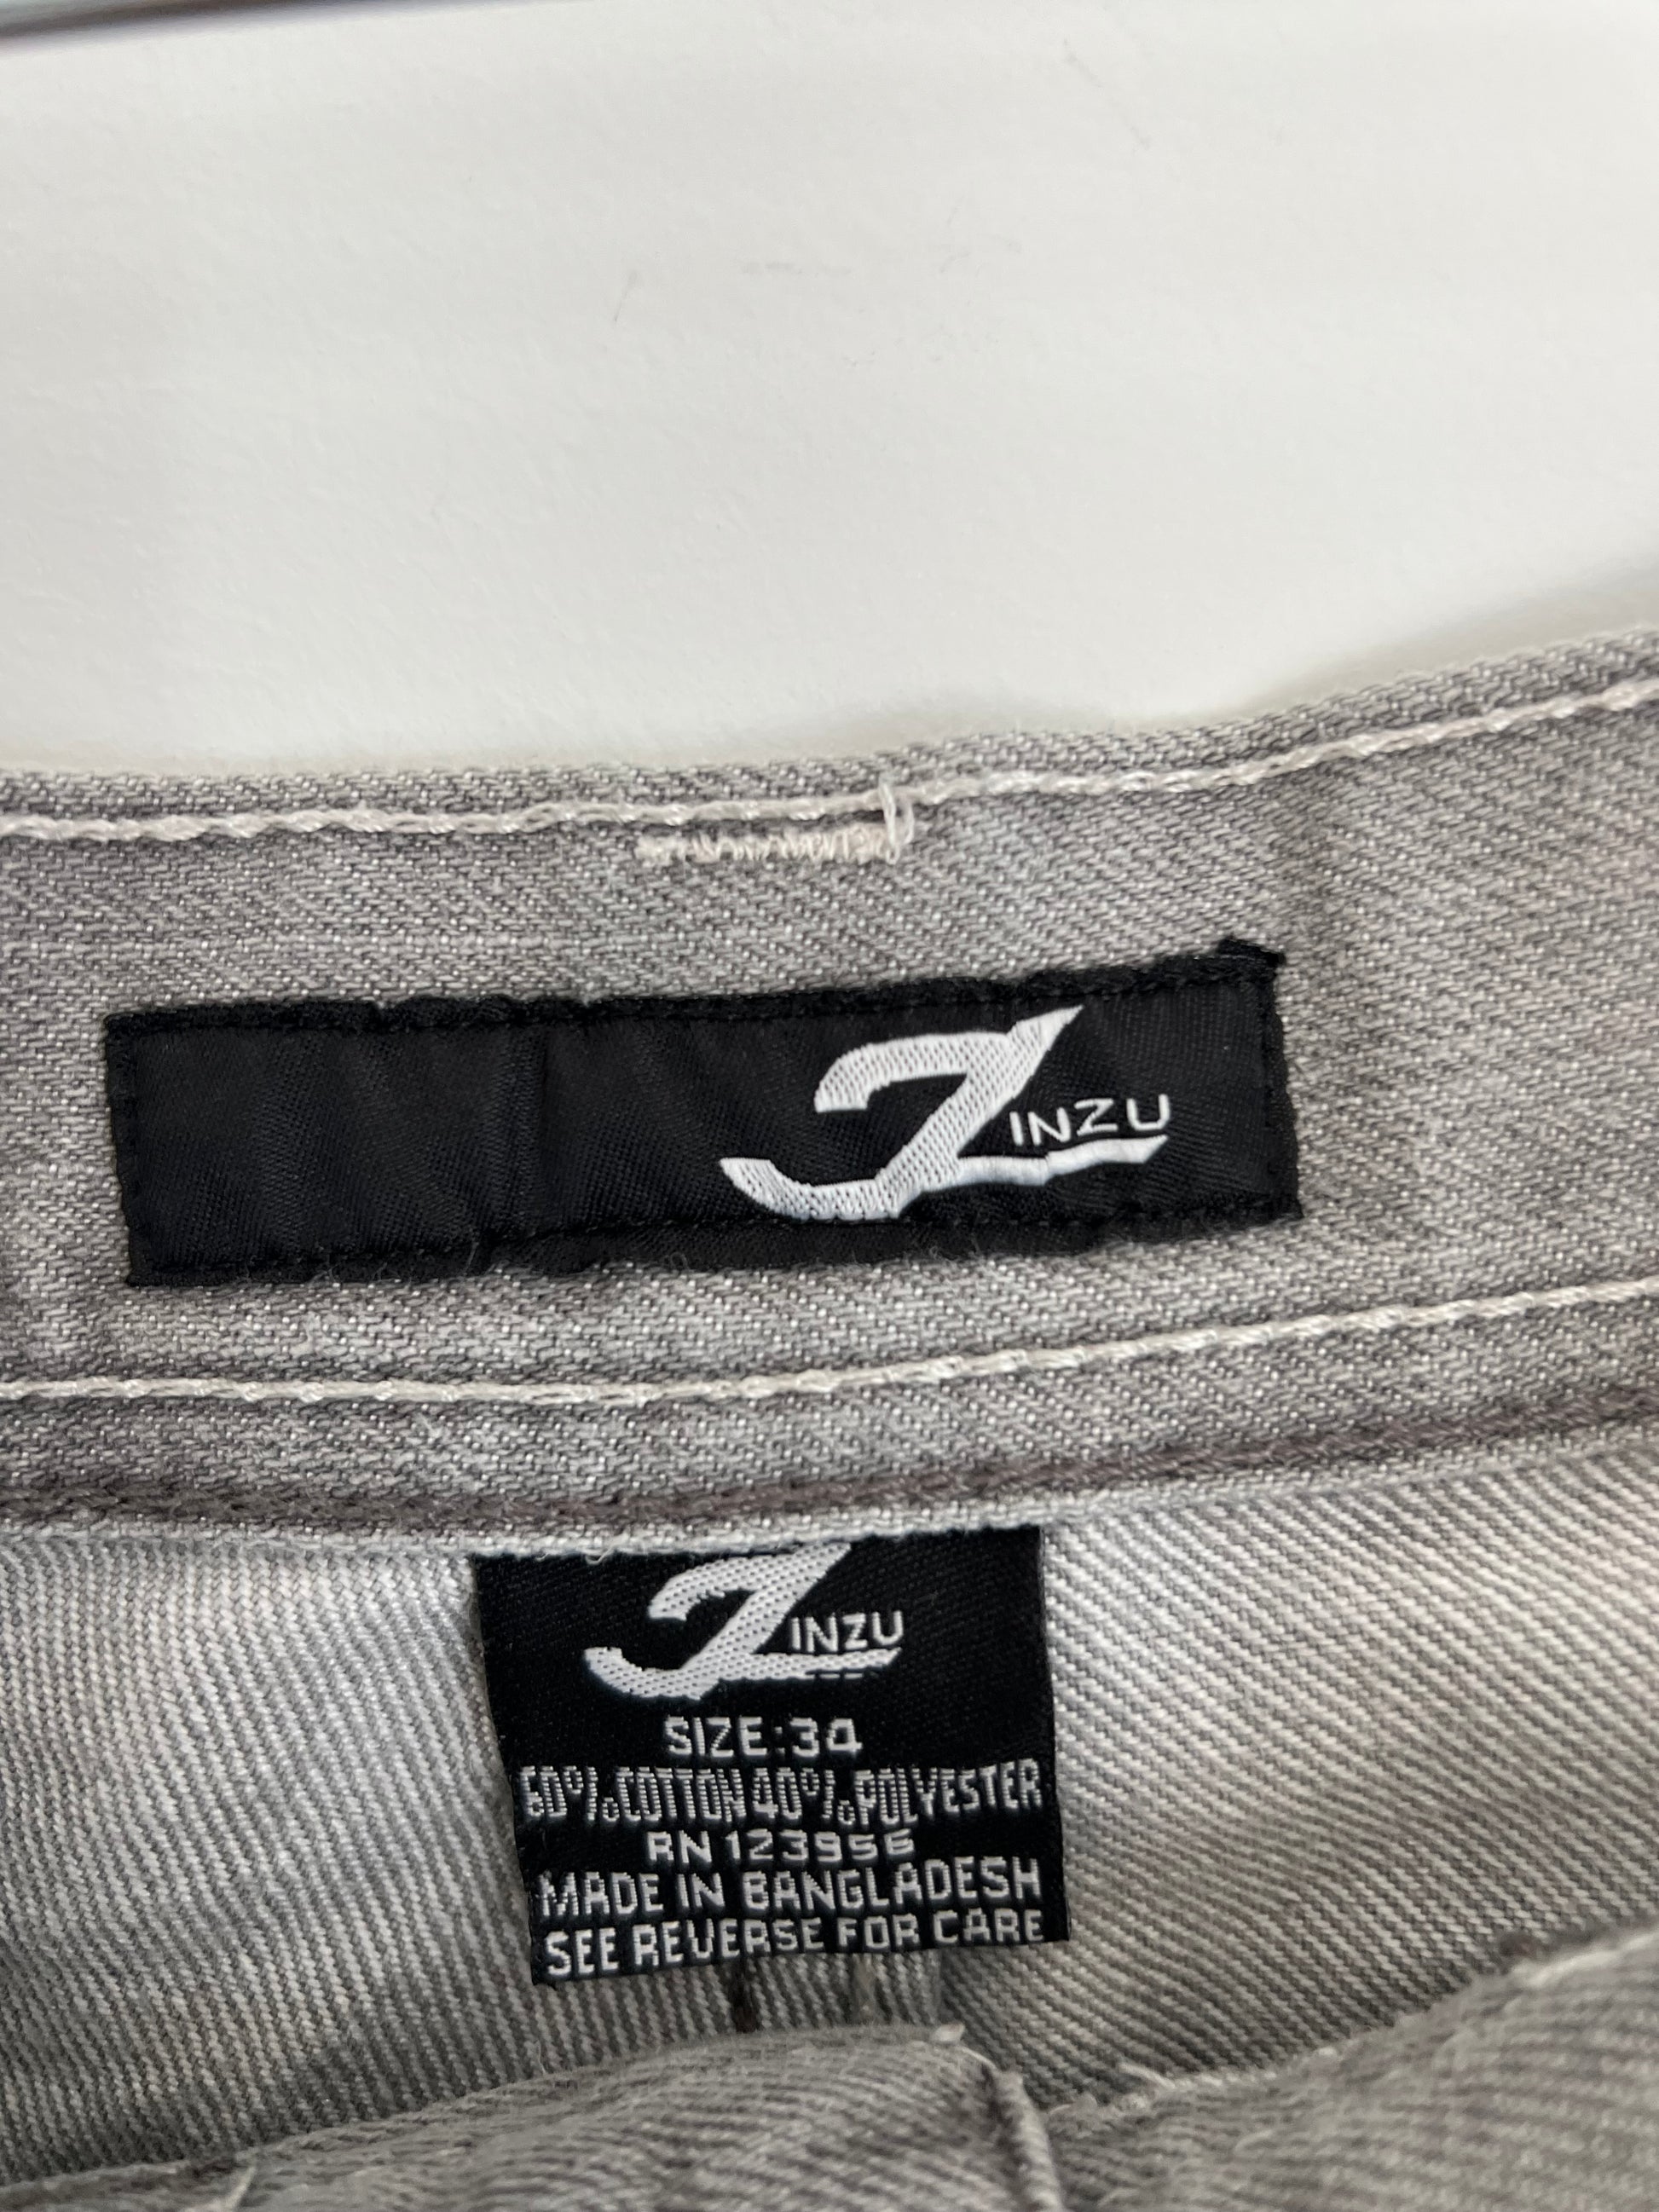 ZINZU
ZINZU
SIZE:34
60%COTTON 40%POLYESTER
RN 123956
MADE IN BANGLADESH
SEE REVERSE FOR CARE